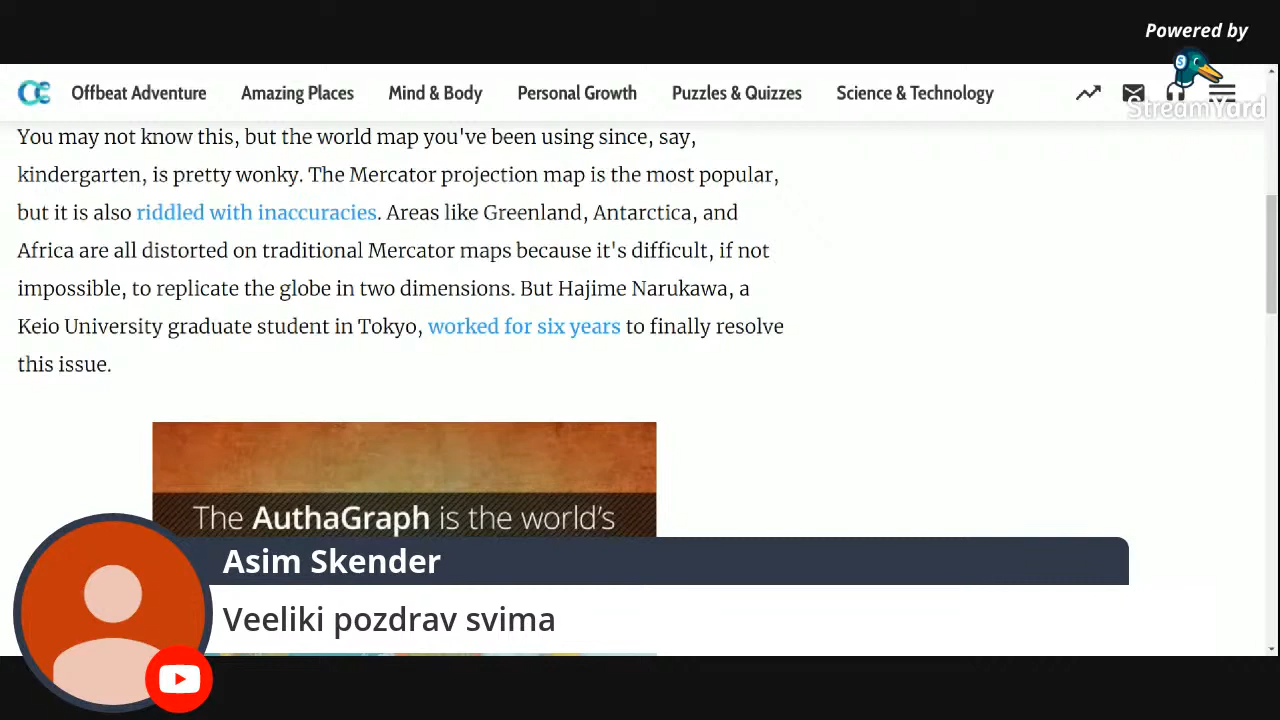 Powered by
StreamYard
Offbeat Adventure Amazing Places Mind & Body Personal Growth Puzzles & Quizzes Science & Technology
You may not know this, but the world map you've been using since, say,
kindergarten, is pretty wonky. The Mercator projection map is the most popular,
but it is also riddled with inaccuracies. Areas like Greenland, Antarctica, and
Africa are all distorted on traditional Mercator maps because it's difficult, if not
impossible, to replicate the globe in two dimensions. But Hajime Narukawa, a
Keio University graduate student in Tokyo, worked for six years to finally resolve
this issue.
The AuthaGraph is the world's
Asim Skender
Veeliki pozdrav svima